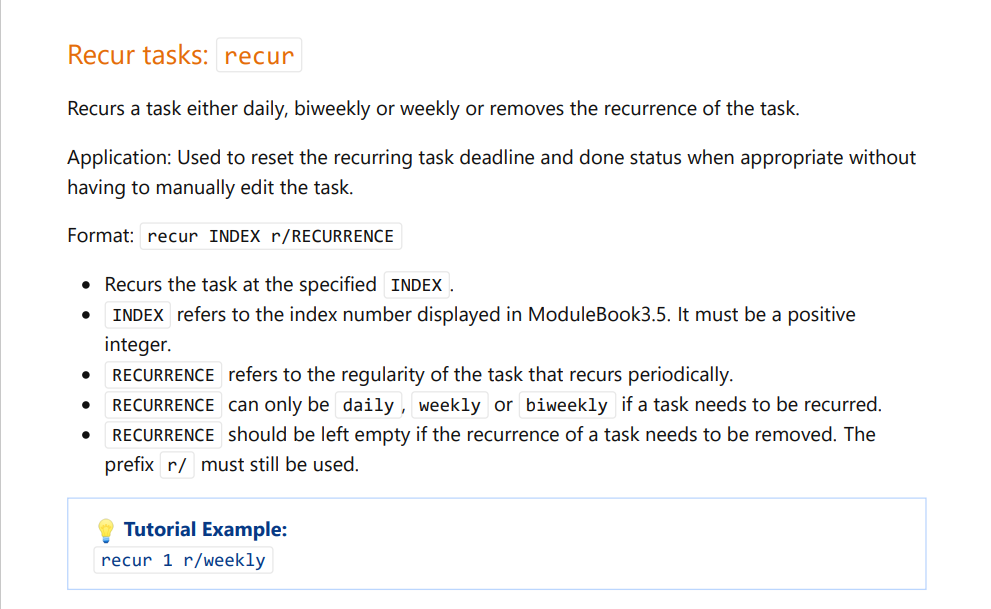 Recur tasks: recur
Recurs a task either daily, biweekly or weekly or removes the recurrence of the task.
Application: Used to reset the recurring task deadline and done status when appropriate without
having to manually edit the task.
Format: recur INDEX r/RECURRENCE
• Recurs the task at the specified INDEX.
• INDEX refers to the index number displayed in ModuleBook3.5. It must be a positive
integer.
• RECURRENCE refers to the regularity of the task that recurs periodically.
• RECURRENCE can only be daily, weekly or biweekly if a task needs to be recurred.
• RECURRENCE should be left empty if the recurrence of a task needs to be removed. The
prefix r/ must still be used.
💡 Tutorial Example:
recur 1 r/weekly